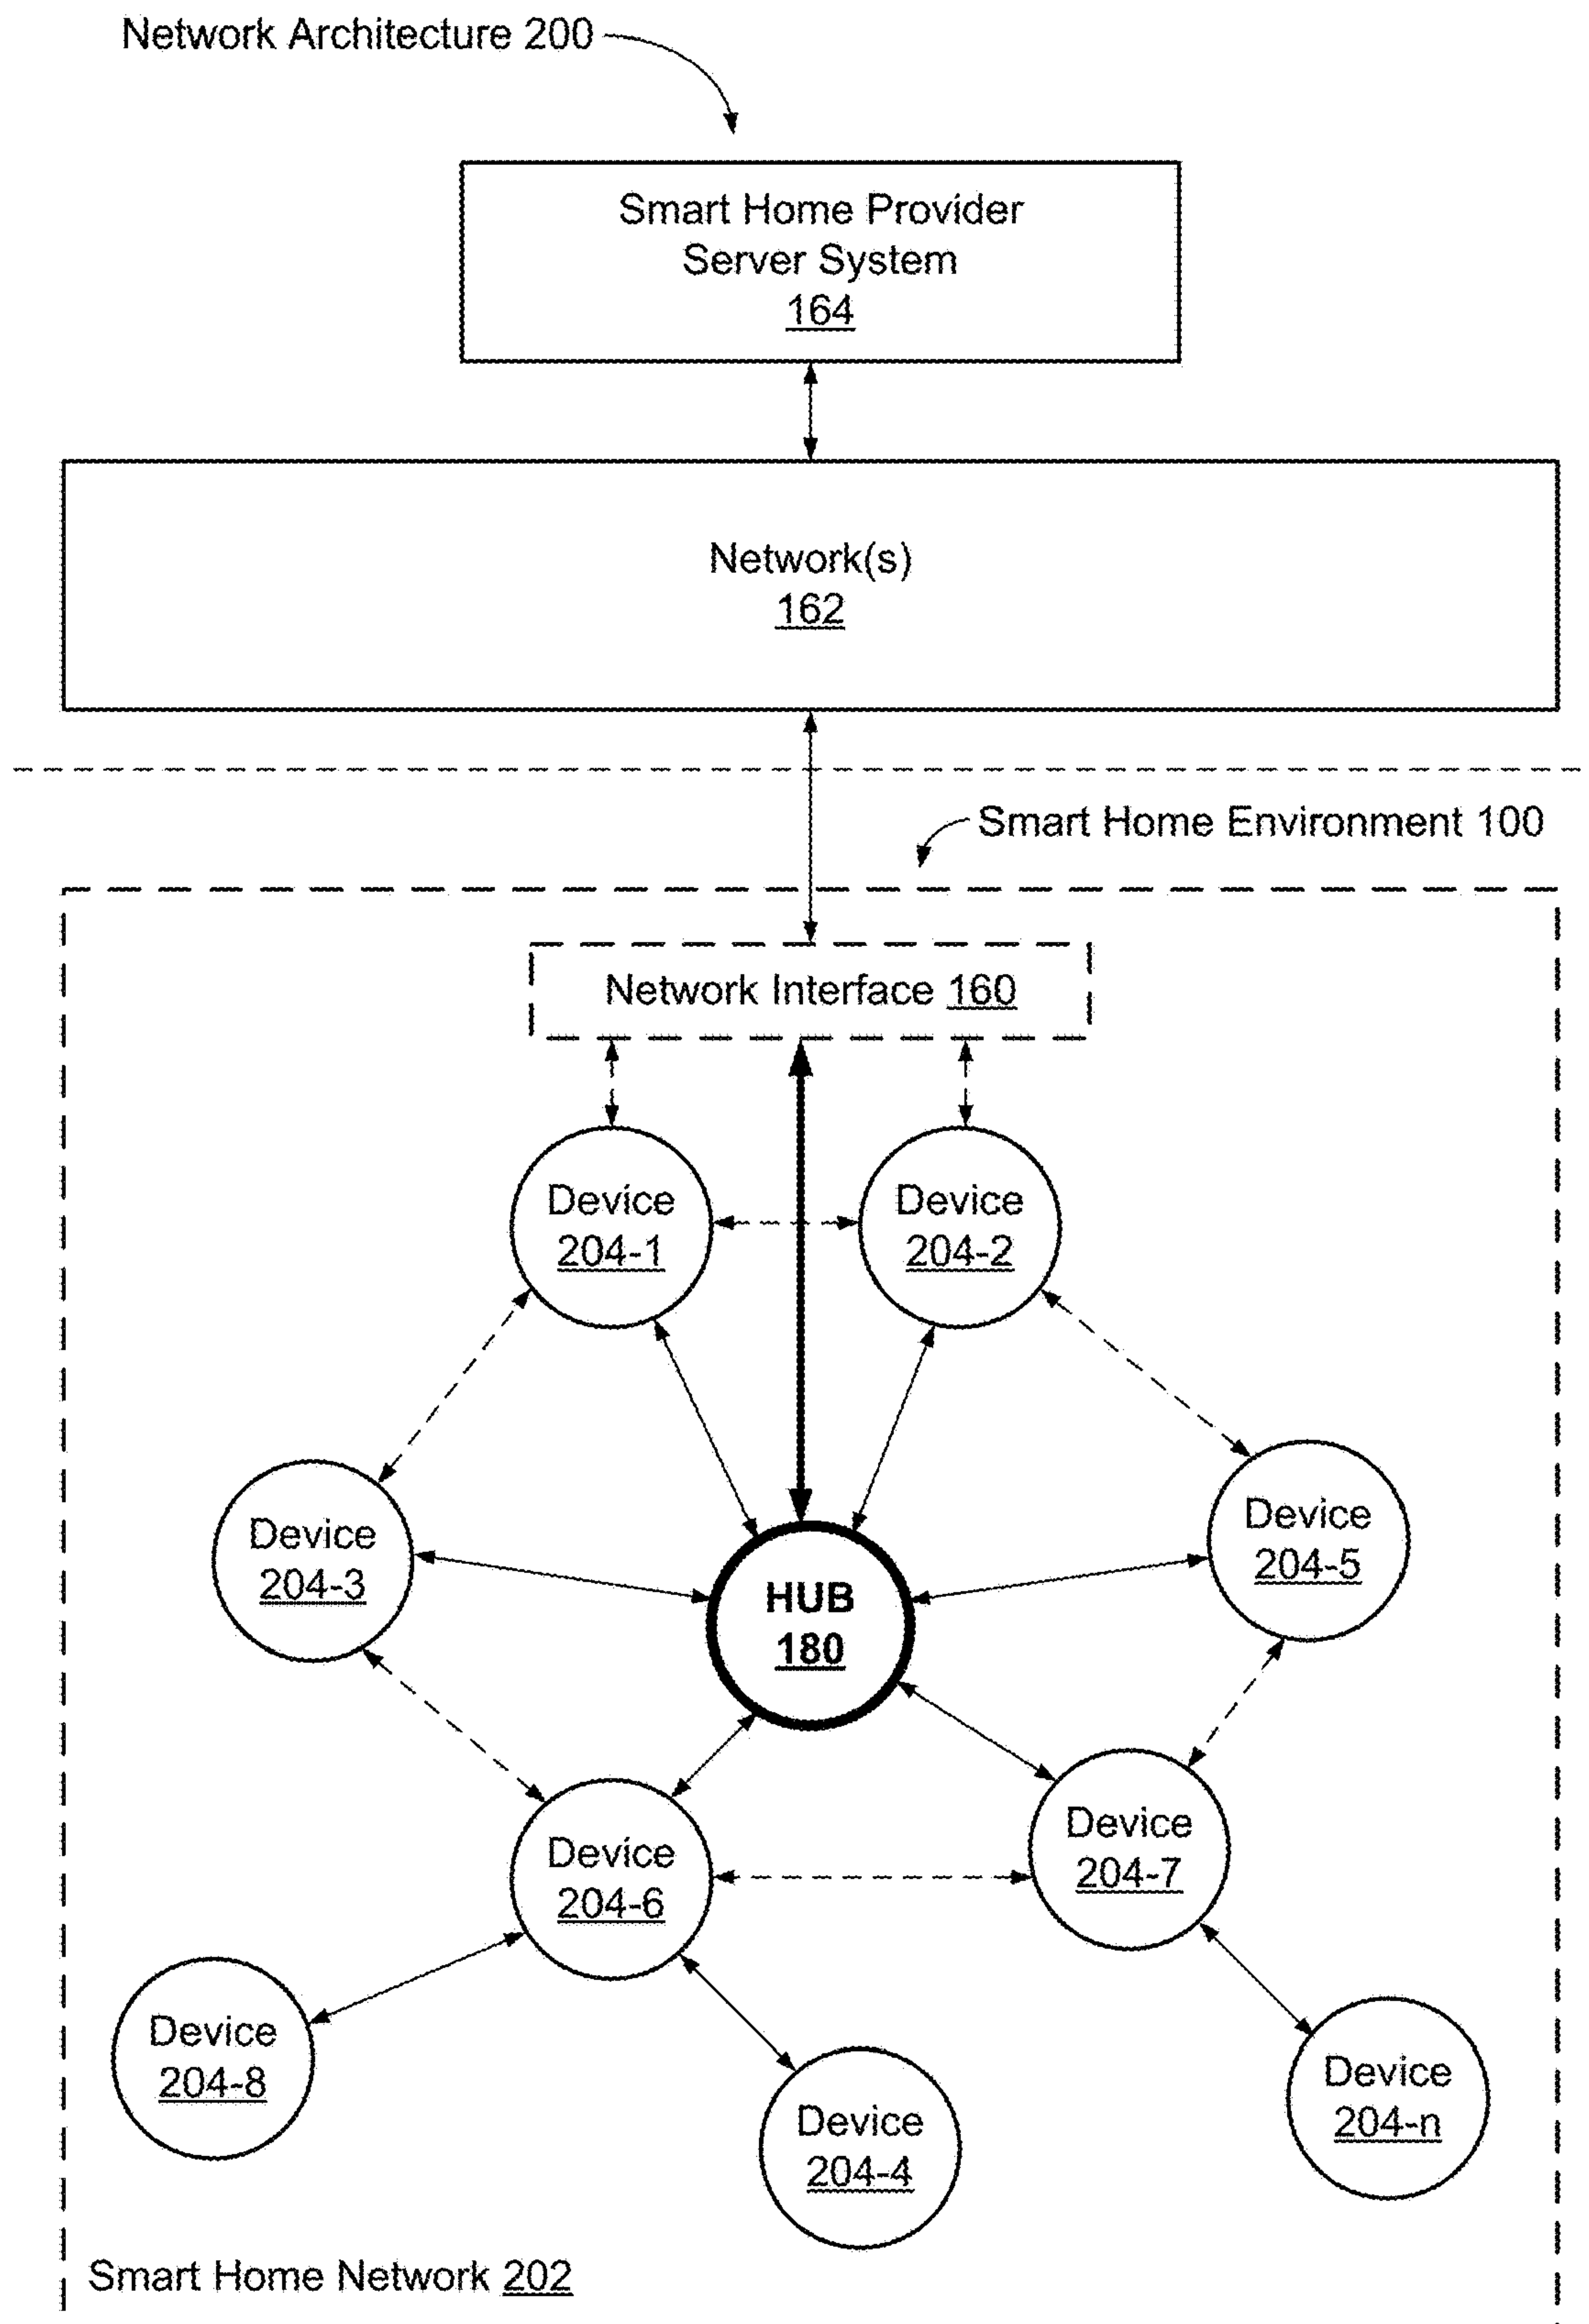 Network Architecture 200
Smart Home Provider
Server System
164
Network(s)
162
Smart Home Environment 100
Network Interface 160
Device
204-1
Device
204-2
Device
204-3
Device
204-5
HUB
180
Device
204-6
Device
204-7
Device
204-8
Device
204-4
Device
204-n
Smart Home Network 202